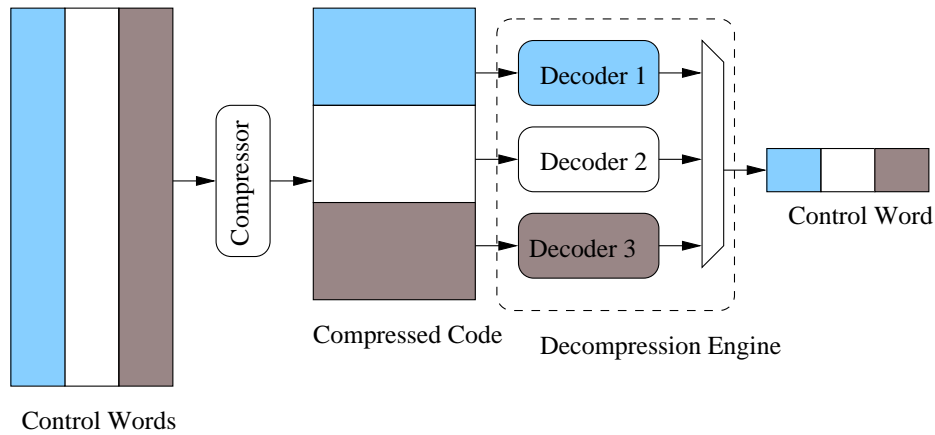 Decoder 1
Compressor
Decoder 2
Control Word
Decoder 3
Compressed Code
Decompression Engine
Control Words